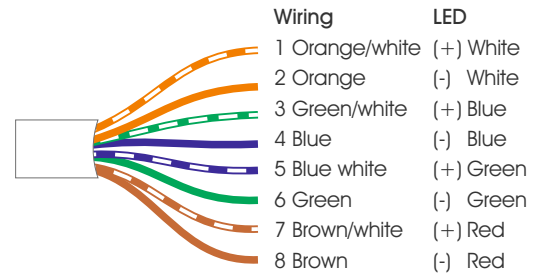 Wiring LED
1 Orange/white (+) White
2 Orange (-) White
3 Green/white (+) Blue
4 Blue (-) Blue
5 Blue white (+) Green
6 Green (-) Green
7 Brown/white (+) Red
8 Brown (-) Red